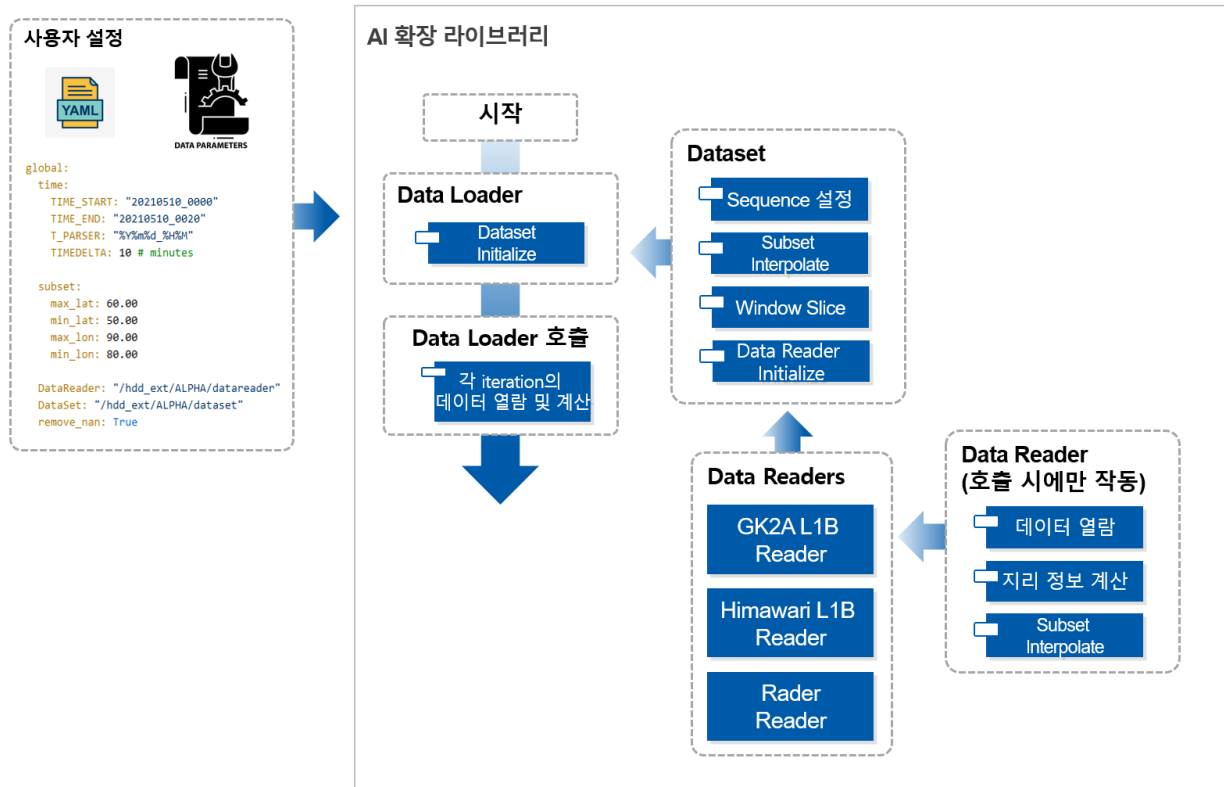 사용자 설정
YAML
DATA PARAMETERS
global:
  time:
    TIME_START: "20210510_0000"
    TIME_END: "20210510_0020"
    T_PARSER: "%Y%m%d_%H%M"
    TIMEDELTA: 10 # minutes
  subset:
    max_lat: 60.00
    min_lat: 50.00
    max_lon: 90.00
    min_lon: 80.00
  DataReader: "/hdd_ext/ALPHA/datareader"
  DataSet: "/hdd_ext/ALPHA/dataset"
  remove_nan: True
AI 확장 라이브러리
시작
Data Loader
Dataset
Initialize
Data Loader 호출
각 iteration의
데이터 열람 및 계산
Dataset
Sequence 설정
Subset
Interpolate
Window Slice
Data Reader
Initialize
Data Readers
GK2A L1B
Reader
Himawari L1B
Reader
Rader
Reader
Data Reader
(호출 시에만 작동)
데이터 열람
지리 정보 계산
Subset
Interpolate